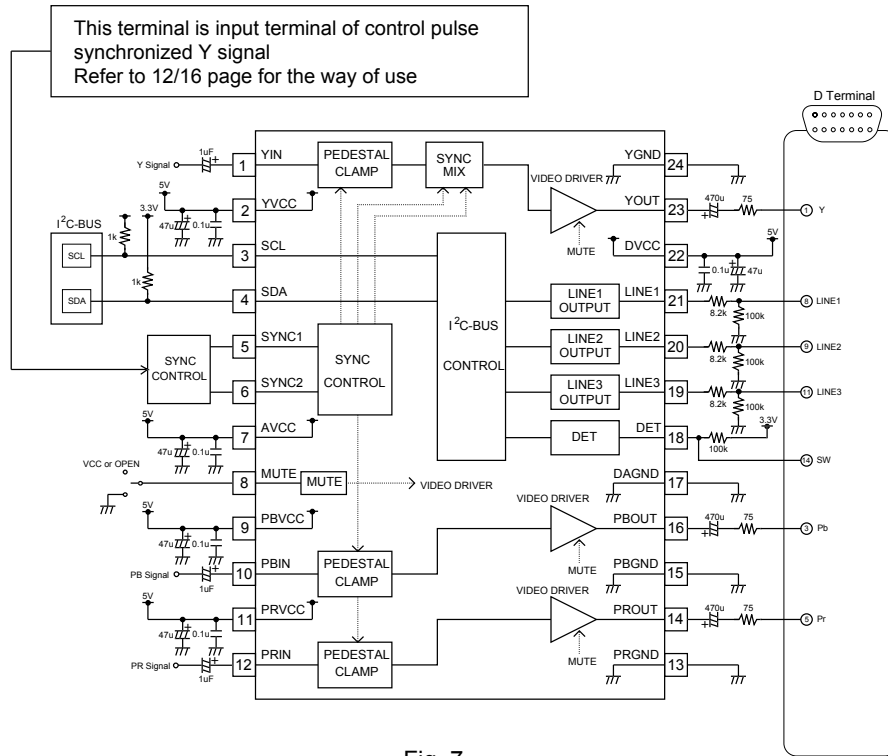 This terminal is input terminal of control pulse
synchronized Y signal
Refer to 12/16 page for the way of use
D Terminal
Y Signal
1uF
+
1
YIN
PEDESTAL
CLAMP
SYNC
MIX
VIDEO DRIVER
MUTE
YGND
24
YOUT
23
470u
+
75
1
Y
5V
47u
+
0.1u
2
YVCC
DVCC
22
5V
0.1u
+
47u
I2C-BUS
SCL
SDA
1k
3.3V
1k
3
SCL
4
SDA
I2C-BUS
CONTROL
LINE1
OUTPUT
LINE1
21
8.2k
100k
8
LINE1
LINE2
OUTPUT
LINE2
20
8.2k
100k
9
LINE2
LINE3
OUTPUT
LINE3
19
8.2k
100k
11
LINE3
DET
DET
18
100k
3.3V
14
SW
SYNC
CONTROL
5
SYNC1
6
SYNC2
SYNC
CONTROL
5V
47u
+
0.1u
7
AVCC
VCC or OPEN
8
MUTE
MUTE
VIDEO DRIVER
DAGND
17
5V
47u
+
0.1u
9
PBVCC
VIDEO DRIVER
MUTE
PBOUT
16
470u
+
75
3
Pb
PB Signal
1uF
+
10
PBIN
PEDESTAL
CLAMP
PBGND
15
5V
47u
+
0.1u
11
PRVCC
VIDEO DRIVER
MUTE
PROUT
14
470u
+
75
5
Pr
PR Signal
1uF
+
12
PRIN
PEDESTAL
CLAMP
PRGND
13